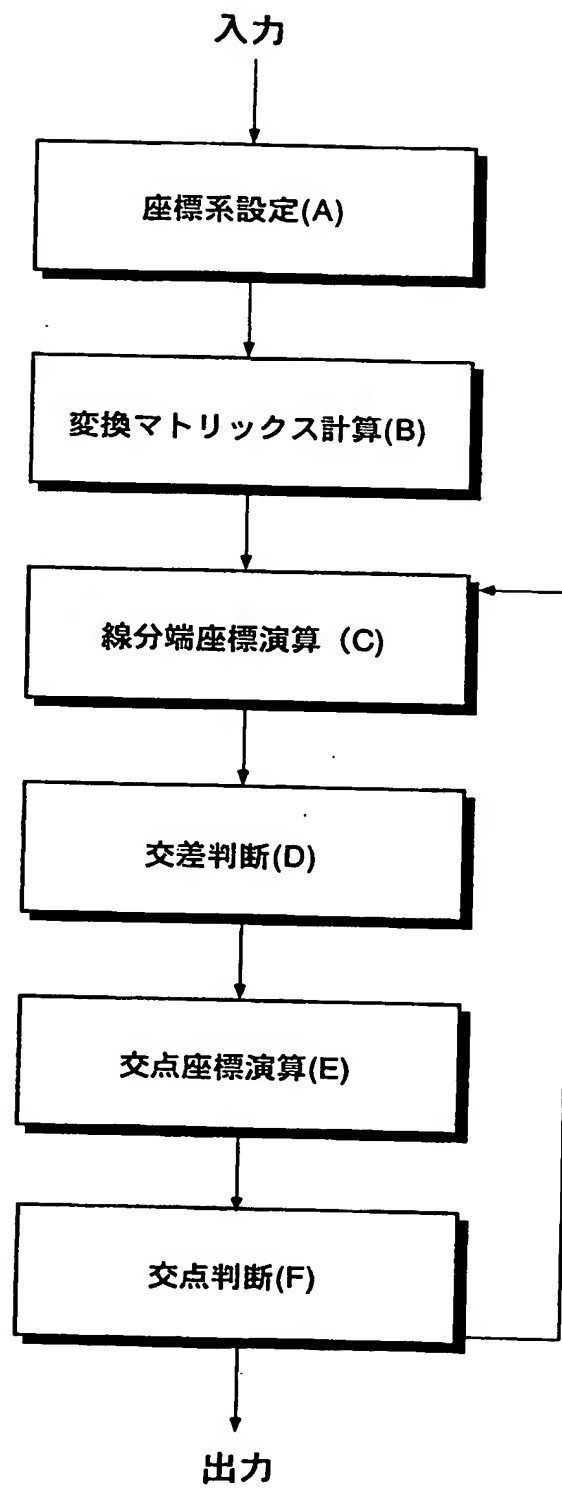 入力
座標系設定(A)
変換マトリックス計算(B)
線分端座標演算（C)
交差判断(D)
交点座標演算(E)
交点判断(F)
出力